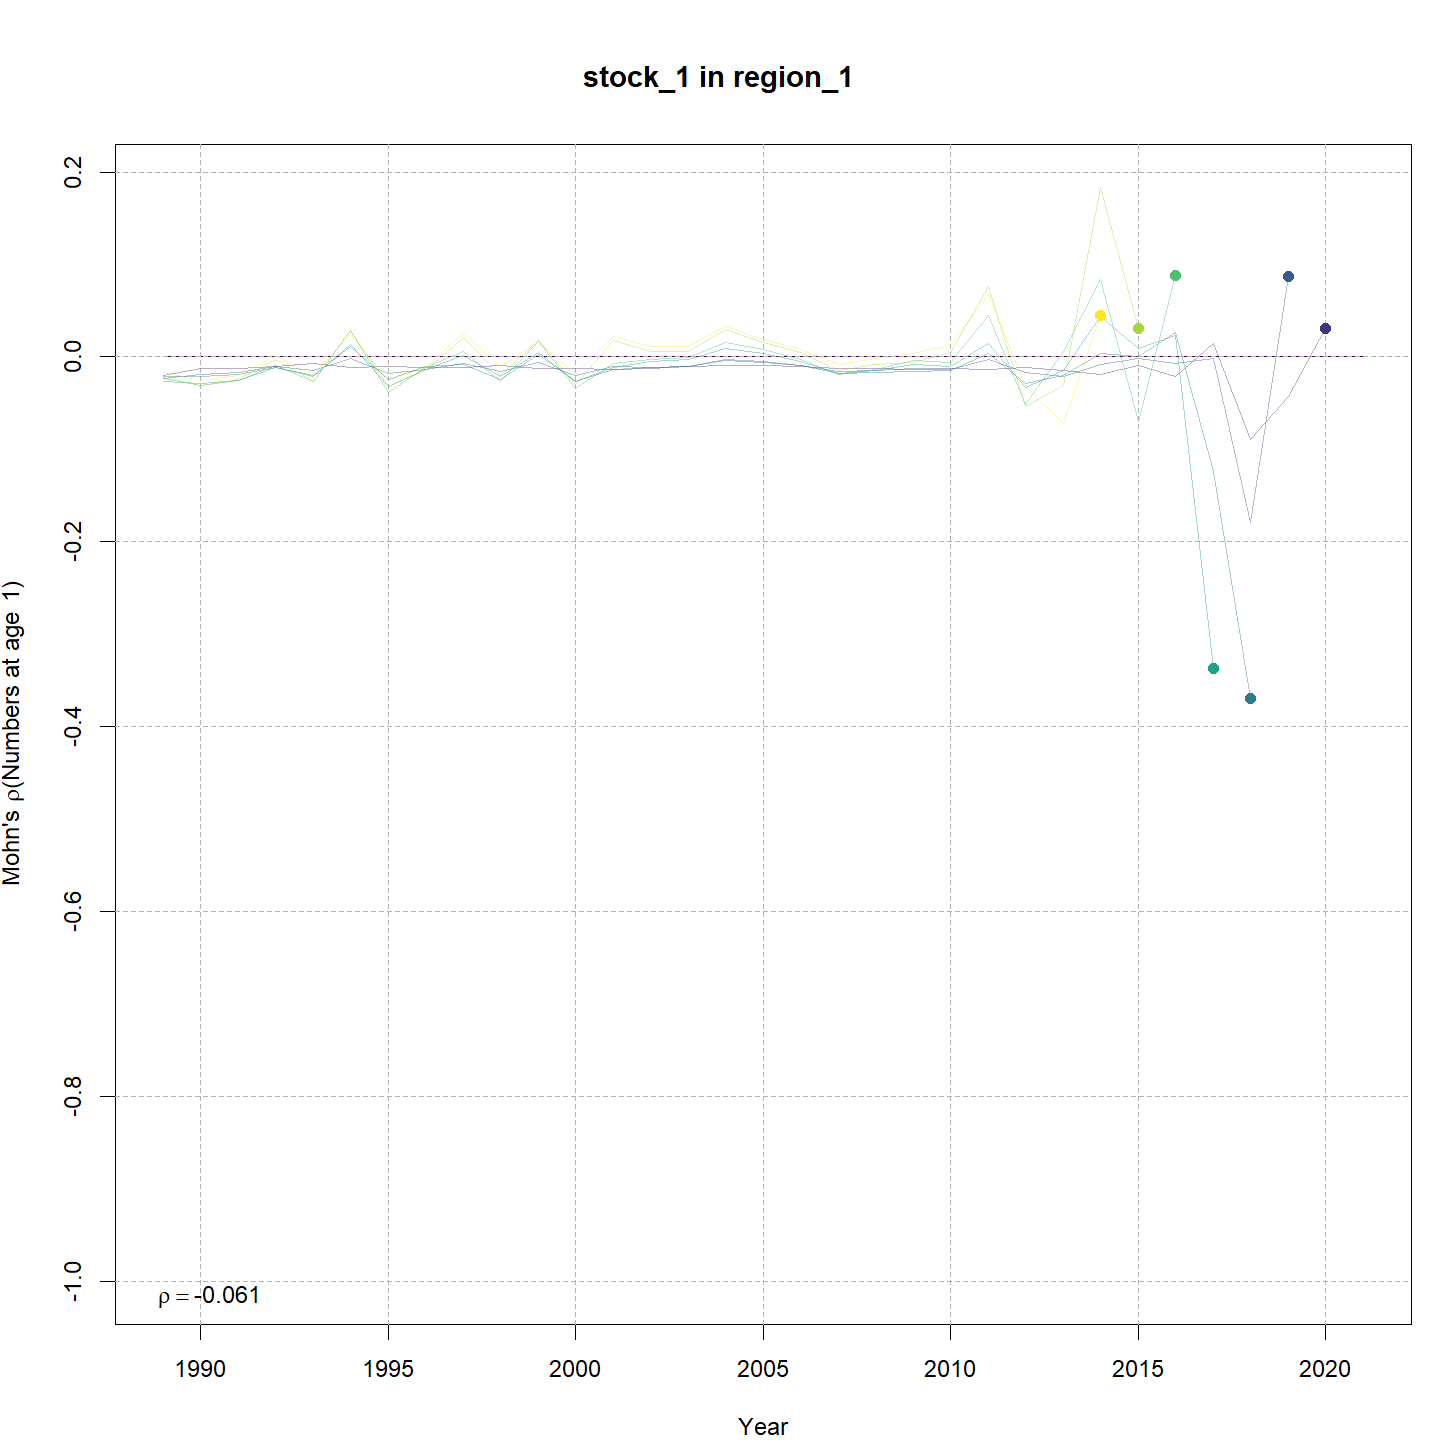 stock_1 in region_1
Mohn's ρ(Numbers at age 1)
0.2
0.0
-0.2
-0.4
-0.6
-0.8
-1.0
ρ = -0.061
1990 1995 2000 2005 2010 2015 2020
Year